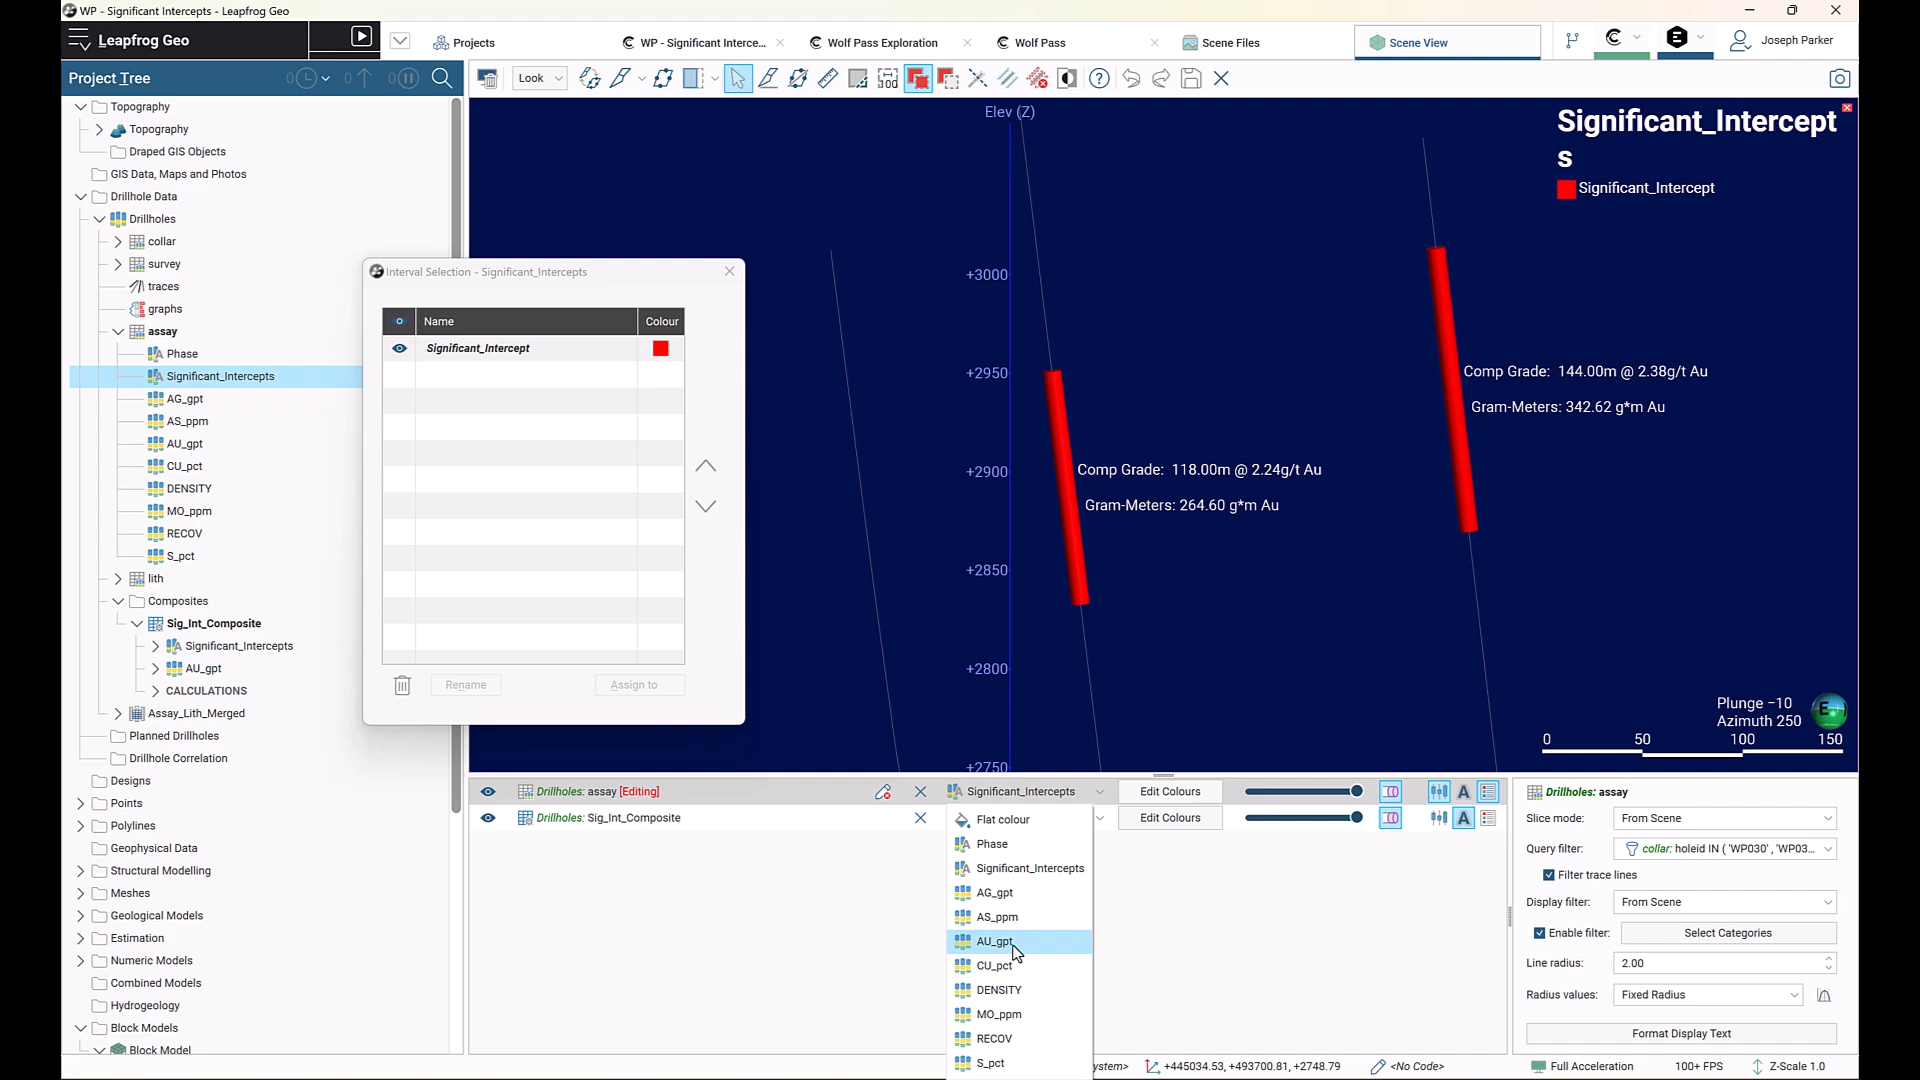 WP - Significant Intercepts - Leapfrog Geo
Leapfrog Geo
Projects
WP - Significant Interce...
Wolf Pass Exploration
Wolf Pass
Scene Files
Scene View
Joseph Parker
Project Tree
0
0
0
Look
Topography
Topography
Draped GIS Objects
GIS Data, Maps and Photos
Drillhole Data
Drillholes
collar
survey
traces
graphs
assay
Phase
Significant_Intercepts
AG_gpt
AS_ppm
AU_gpt
CU_pct
DENSITY
MO_ppm
RECOV
S_pct
lith
Composites
Sig_Int_Composite
Significant_Intercepts
AU_gpt
CALCULATIONS
Assay_Lith_Merged
Planned Drillholes
Drillhole Correlation
Designs
Points
Polylines
Geophysical Data
Structural Modelling
Meshes
Geological Models
Estimation
Numeric Models
Combined Models
Hydrogeology
Block Models
Block Model
Interval Selection - Significant_Intercepts
Name
Colour
Significant_Intercept
Rename
Assign to
Elev (Z)
+3000
+2950
+2900
+2850
+2800
+2750
Comp Grade: 118.00m @ 2.24g/t Au
Gram-Meters: 264.60 g*m Au
Comp Grade: 144.00m @ 2.38g/t Au
Gram-Meters: 342.62 g*m Au
Significant_Intercept
s
Significant_Intercept
Plunge −10
Azimuth 250
0 50 100 150
Drillholes: assay [Editing]
Significant_Intercepts
Edit Colours
Drillholes: Sig_Int_Composite
Edit Colours
Flat colour
Phase
Significant_Intercepts
AG_gpt
AS_ppm
AU_gpt
CU_pct
DENSITY
MO_ppm
RECOV
S_pct
Drillholes: assay
Slice mode: From Scene
Query filter: collar: holeid IN ( 'WP030' , 'WP03...
Filter trace lines
Display filter: From Scene
Enable filter: Select Categories
Line radius: 2.00
Radius values: Fixed Radius
Format Display Text
ystem>
+445034.53, +493700.81, +2748.79
<No Code>
Full Acceleration
100+ FPS
Z-Scale 1.0